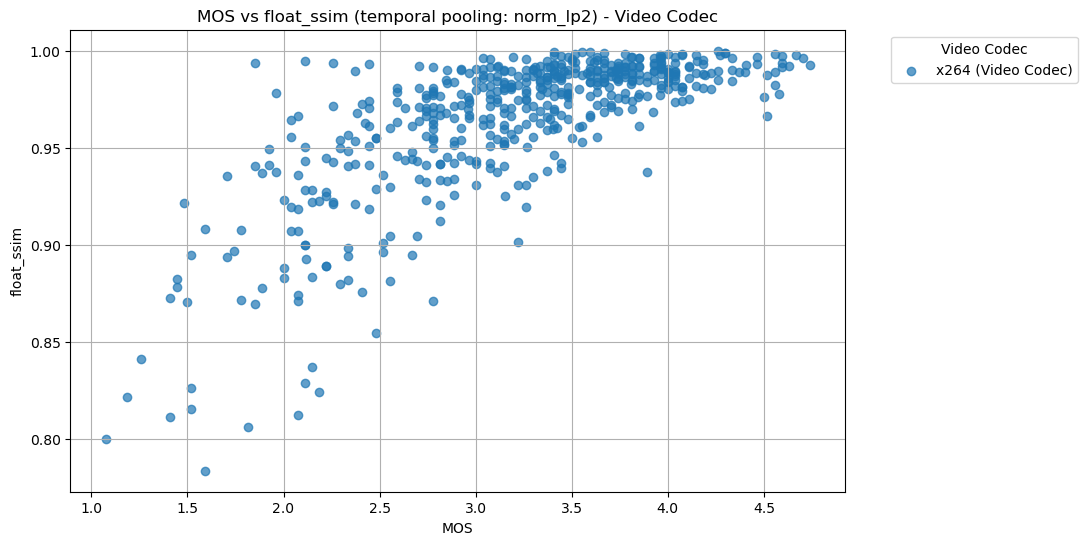 MOS vs float_ssim (temporal pooling: norm_lp2) - Video Codec
Video Codec
x264 (Video Codec)
float_ssim
1.00
0.95
0.90
0.85
0.80
1.0 1.5 2.0 2.5 3.0 3.5 4.0 4.5
MOS